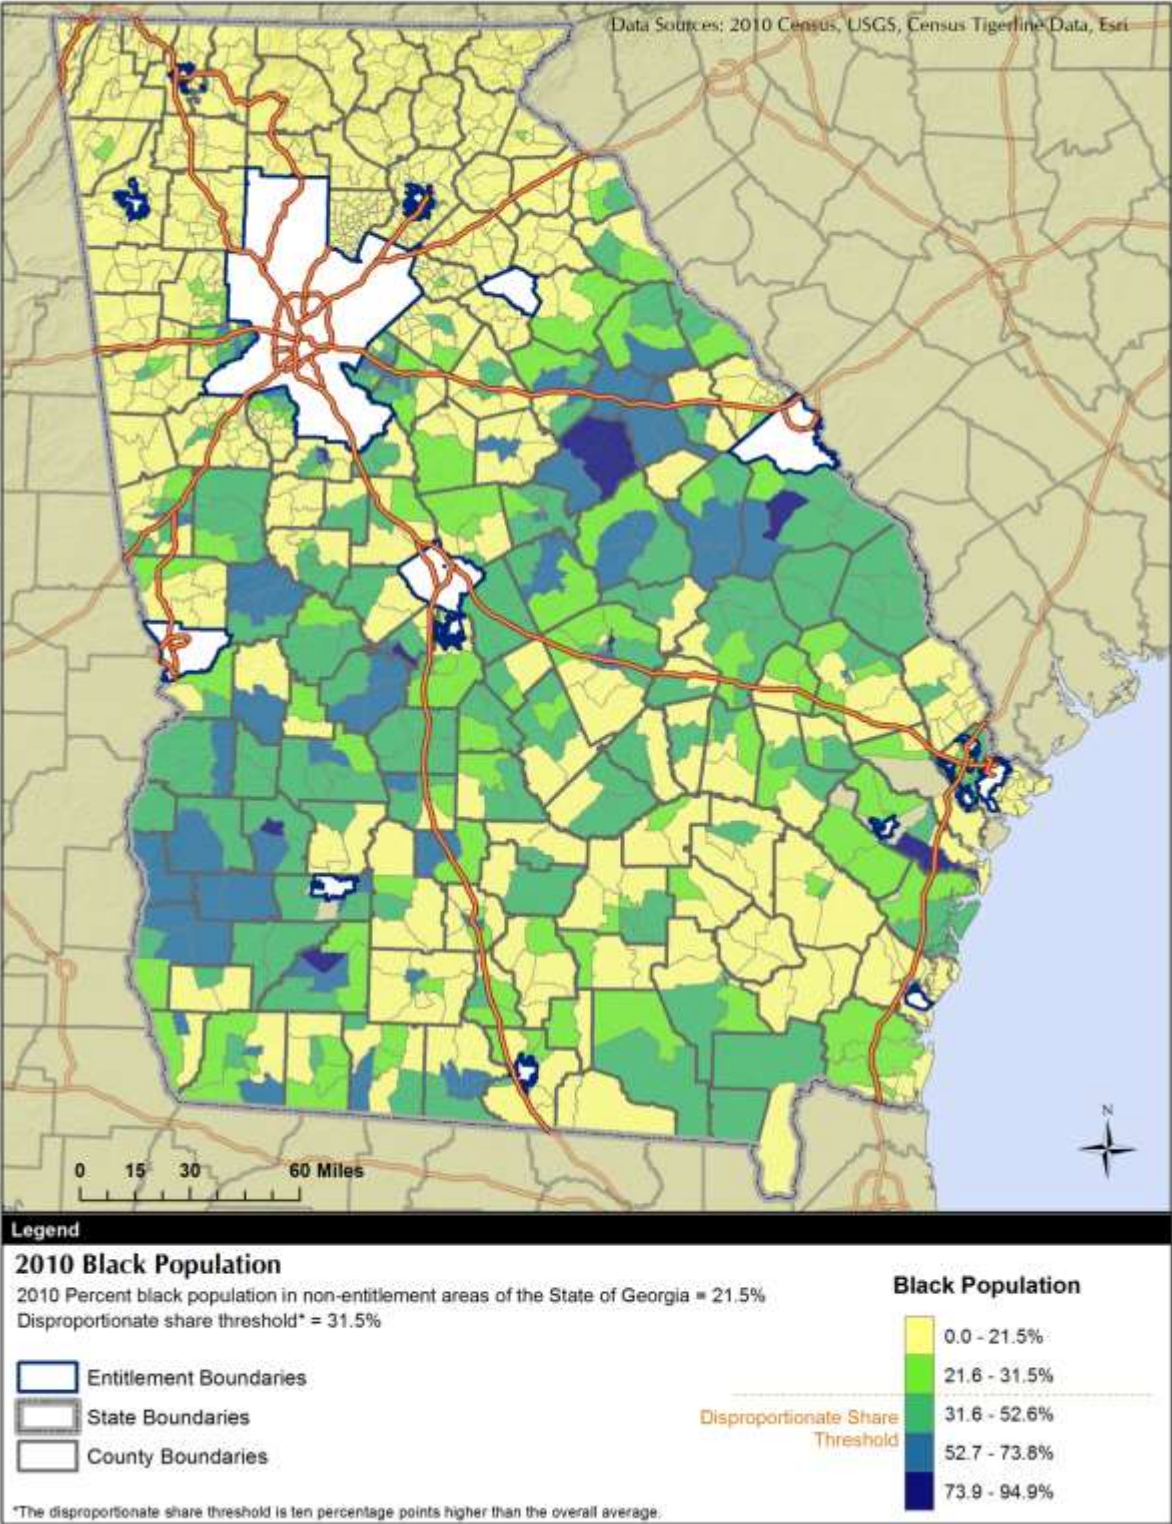 Data Sources: 2010 Census, USGS, Census Tigerline Data, Esri
N
0 15 30 60 Miles
Legend
2010 Black Population
2010 Percent black population in non-entitlement areas of the State of Georgia = 21.5%
Disproportionate share threshold* = 31.5%
Entitlement Boundaries
State Boundaries
County Boundaries
*The disproportionate share threshold is ten percentage points higher than the overall average.
Black Population
0.0 - 21.5%
21.6 - 31.5%
Disproportionate Share
Threshold
31.6 - 52.6%
52.7 - 73.8%
73.9 - 94.9%